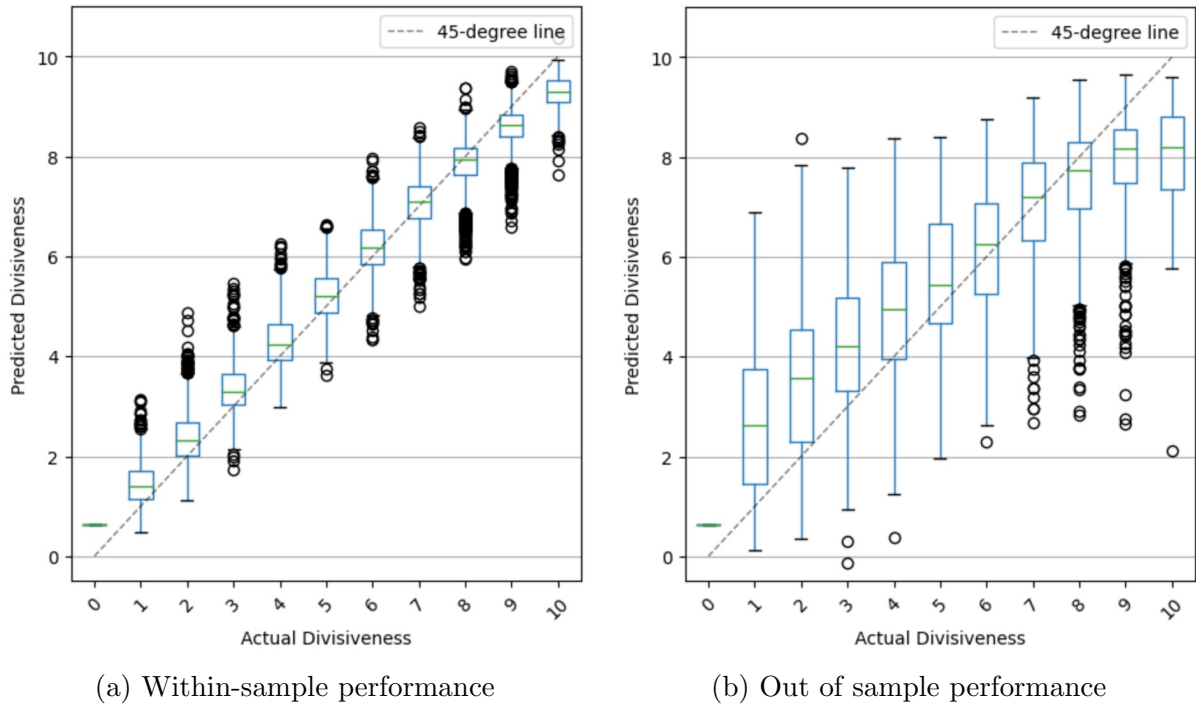 45-degree line
10
8
6
4
2
0
Predicted Divisiveness
0 1 2 3 4 5 6 7 8 9 10
Actual Divisiveness
(a) Within-sample performance
45-degree line
10
8
6
4
2
0
Predicted Divisiveness
0 1 2 3 4 5 6 7 8 9 10
Actual Divisiveness
(b) Out of sample performance